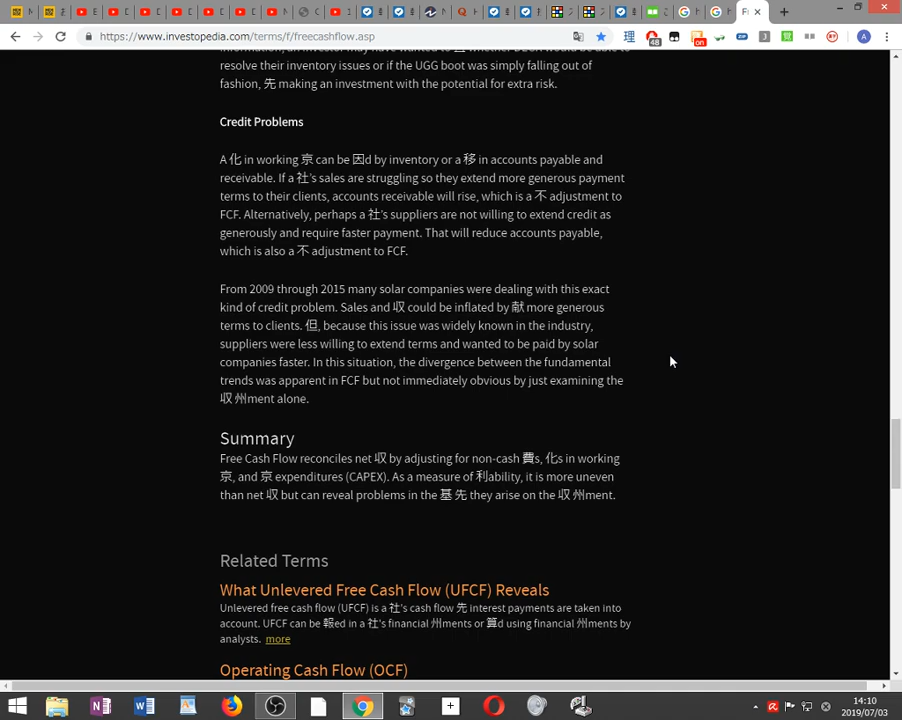 https://www.investopedia.com/terms/f/freecashflow.asp
resolve their inventory issues or if the UGG boot was simply falling out of
fashion, 先 making an investment with the potential for extra risk.
Credit Problems
A 化 in working 京 can be 因d by inventory or a 移 in accounts payable and
receivable. If a 社's sales are struggling so they extend more generous payment
terms to their clients, accounts receivable will rise, which is a 不 adjustment to
FCF. Alternatively, perhaps a 社's suppliers are not willing to extend credit as
generously and require faster payment. That will reduce accounts payable,
which is also a 不 adjustment to FCF.
From 2009 through 2015 many solar companies were dealing with this exact
kind of credit problem. Sales and 収 could be inflated by 献 more generous
terms to clients. 但, because this issue was widely known in the industry,
suppliers were less willing to extend terms and wanted to be paid by solar
companies faster. In this situation, the divergence between the fundamental
trends was apparent in FCF but not immediately obvious by just examining the
収 州ment alone.
Summary
Free Cash Flow reconciles net 収 by adjusting for non-cash 費s, 化s in working
京, and 京 expenditures (CAPEX). As a measure of 利ability, it is more uneven
than net 収 but can reveal problems in the 基 先 they arise on the 収 州ment.
Related Terms
What Unlevered Free Cash Flow (UFCF) Reveals
Unlevered free cash flow (UFCF) is a 社's cash flow 先 interest payments are taken into
account. UFCF can be 報ed in a 社's financial 州ments or 算d using financial 州ments by
analysts. more
Operating Cash Flow (OCF)
14:10
2019/07/03